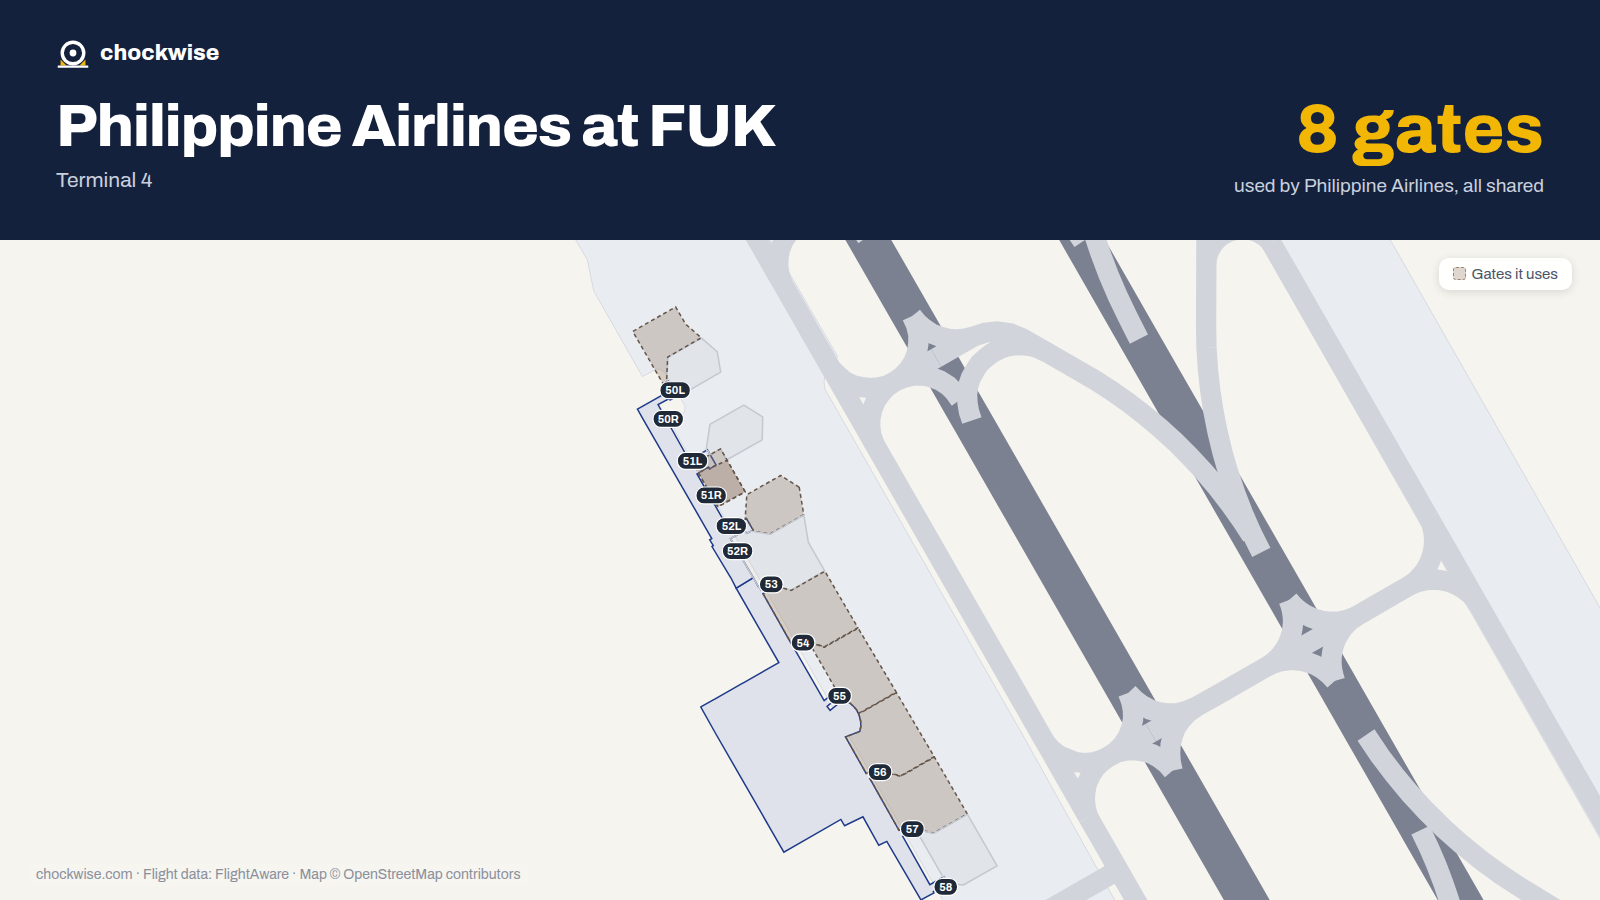 chockwise
Philippine Airlines at FUK
Terminal 4
8 gates
used by Philippine Airlines, all shared
Gates it uses
50L
50R
51L
51R
52L
52R
53
54
55
56
57
58
chockwise.com · Flight data: FlightAware · Map © OpenStreetMap contributors